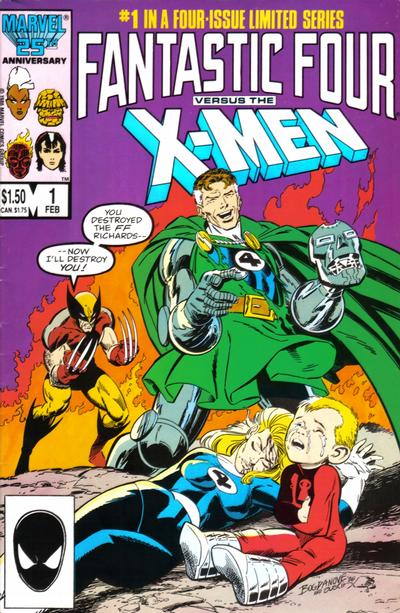 #1 IN A FOUR-ISSUE LIMITED SERIES
MARVEL
25TH
ANNIVERSARY
FANTASTIC FOUR
VERSUS THE
X-MEN
TM
$1.50
CAN. $1.75
M
1
FEB
YOU
DESTROYED
THE FF
RICHARDS--
--NOW
I'LL DESTROY
YOU!
4
4